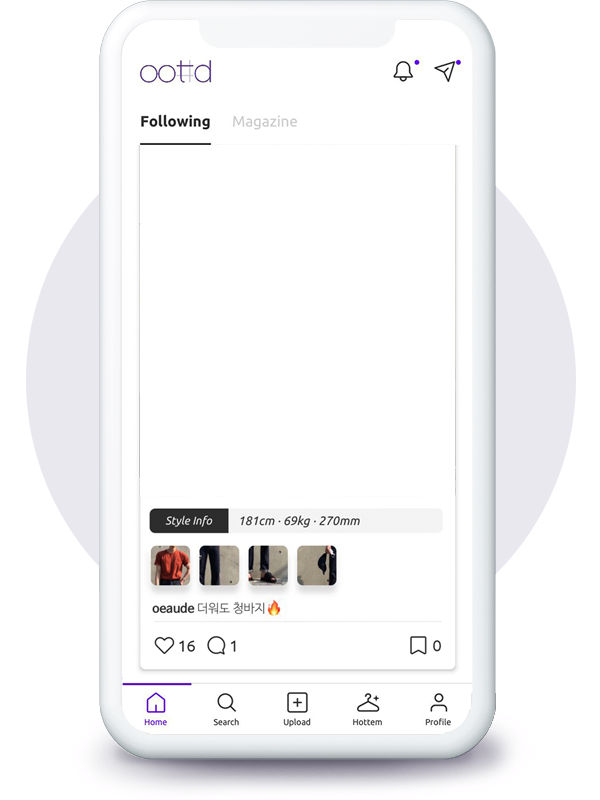 oottd
Following Magazine
Style Info 181cm · 69kg · 270mm
oeaude 더워도 청바지🔥
16 1 0
Home Search Upload Hottem Profile